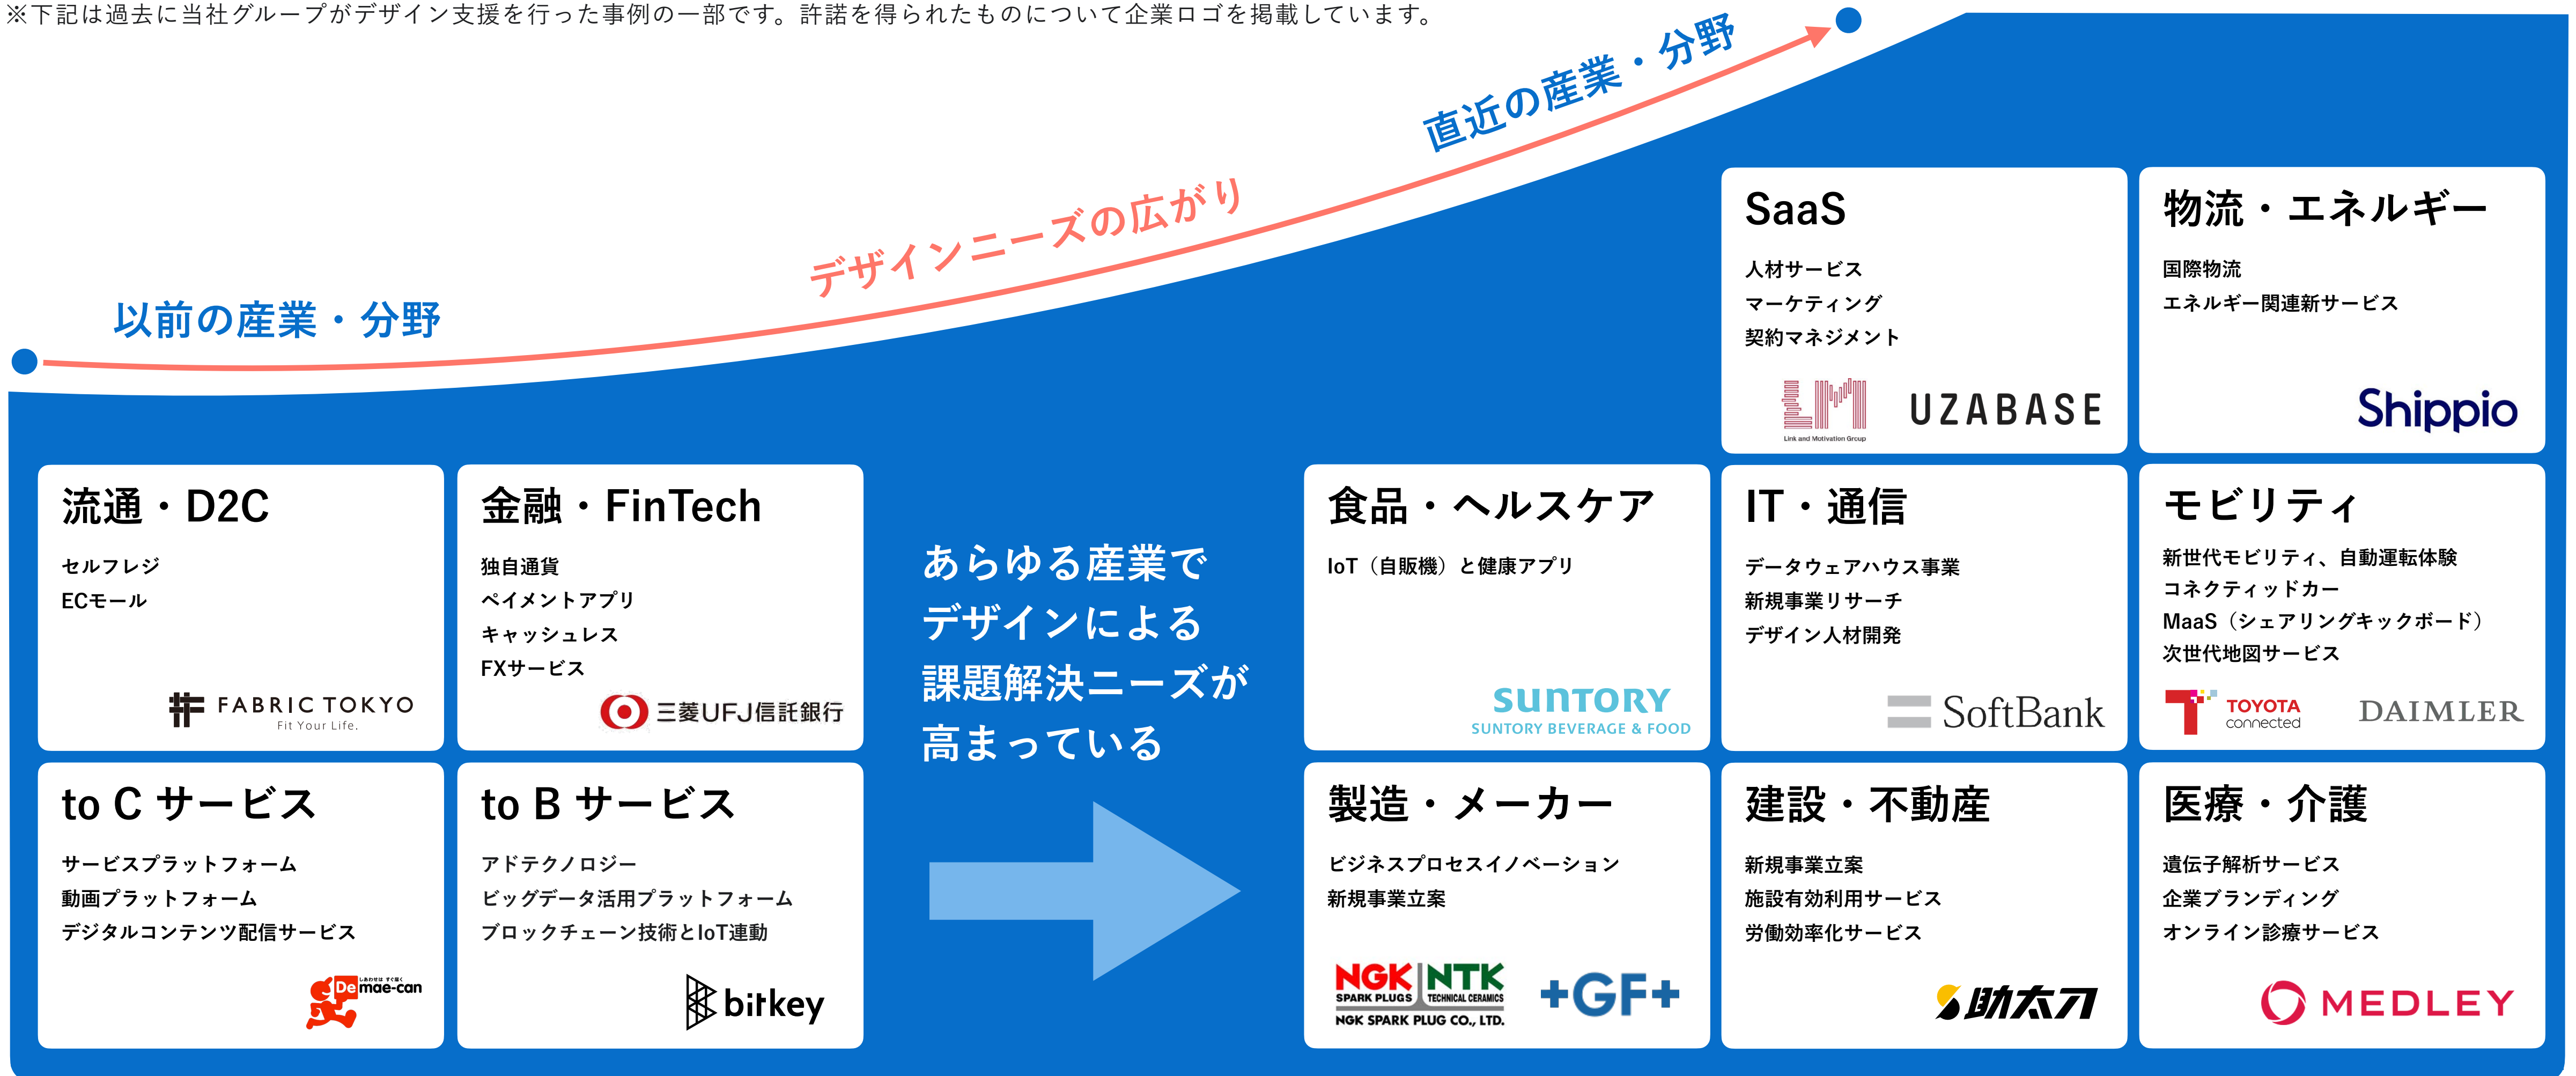 ※下記は過去に当社グループがデザイン支援を行った事例の一部です。許諾を得られたものについて企業ロゴを掲載しています。
以前の産業・分野
デザインニーズの広がり
直近の産業・分野
流通・D2C
セルフレジ
ECモール
FABRIC TOKYO
Fit Your Life.
金融・FinTech
独自通貨
ペイメントアプリ
キャッシュレス
FXサービス
三菱UFJ信託銀行
to C サービス
サービスプラットフォーム
動画プラットフォーム
デジタルコンテンツ配信サービス
しあわせは すぐ届く
Demae-can
to B サービス
アドテクノロジー
ビッグデータ活用プラットフォーム
ブロックチェーン技術とIoT連動
bitkey
あらゆる産業で
デザインによる
課題解決ニーズが
高まっている
SaaS
人材サービス
マーケティング
契約マネジメント
LM
Link and Motivation Group
UZABASE
物流・エネルギー
国際物流
エネルギー関連新サービス
Shippio
食品・ヘルスケア
IoT（自販機）と健康アプリ
SUNTORY
SUNTORY BEVERAGE & FOOD
IT・通信
データウェアハウス事業
新規事業リサーチ
デザイン人材開発
SoftBank
モビリティ
新世代モビリティ、自動運転体験
コネクティッドカー
MaaS（シェアリングキックボード）
次世代地図サービス
TOYOTA
connected
DAIMLER
製造・メーカー
ビジネスプロセスイノベーション
新規事業立案
NGK NTK
SPARK PLUGS TECHNICAL CERAMICS
NGK SPARK PLUG CO., LTD.
+GF+
建設・不動産
新規事業立案
施設有効利用サービス
労働効率化サービス
助太刀
医療・介護
遺伝子解析サービス
企業ブランディング
オンライン診療サービス
MEDLEY